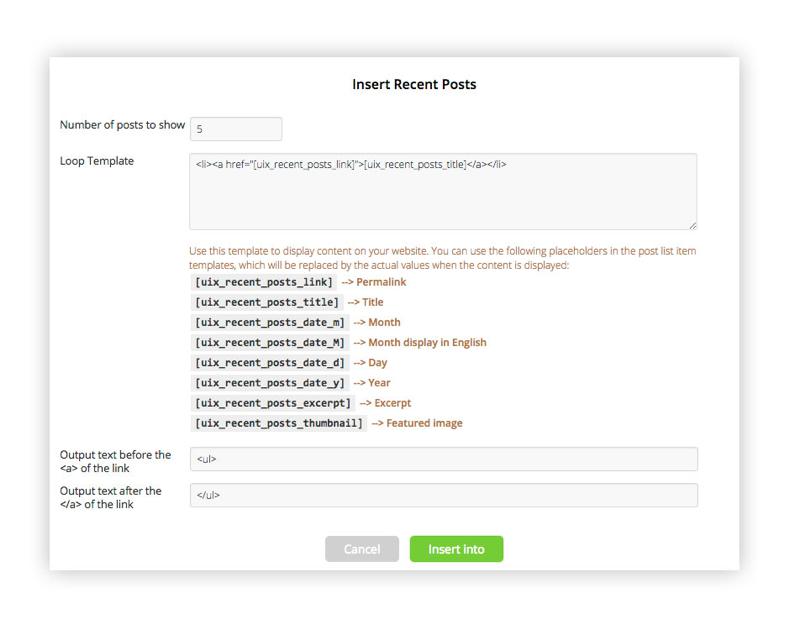 Insert Recent Posts
Number of posts to show 5
Loop Template <li><a href="[uix_recent_posts_link]">[uix_recent_posts_title]</a></li>
Use this template to display content on your website. You can use the following placeholders in the post list item
templates, which will be replaced by the actual values when the content is displayed:
[uix_recent_posts_link] --> Permalink
[uix_recent_posts_title] --> Title
[uix_recent_posts_date_m] --> Month
[uix_recent_posts_date_M] --> Month display in English
[uix_recent_posts_date_d] --> Day
[uix_recent_posts_date_y] --> Year
[uix_recent_posts_excerpt] --> Excerpt
[uix_recent_posts_thumbnail] --> Featured image
Output text before the
<a> of the link
<ul>
Output text after the
</a> of the link
</ul>
Cancel Insert into